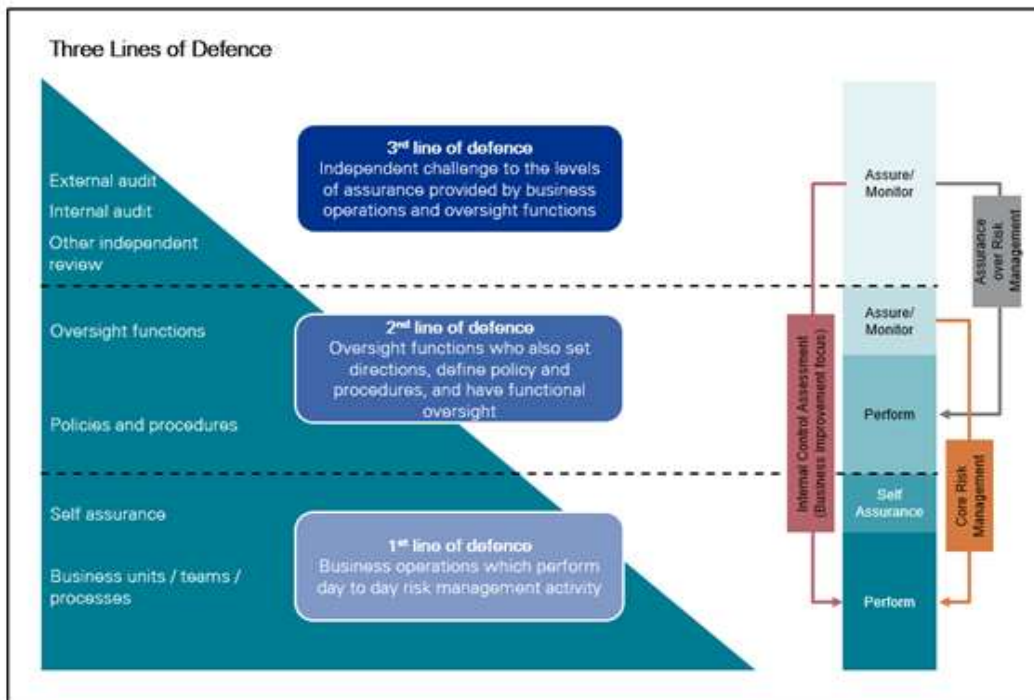 Three Lines of Defence
External audit
Internal audit
Other independent
review
3rd line of defence
Independent challenge to the levels
of assurance provided by business
operations and oversight functions
Oversight functions
Policies and procedures
2nd line of defence
Oversight functions who also set
directions, define policy and
procedures, and have functional
oversight
Self assurance
Business units / teams /
processes
1st line of defence
Business operations which perform
day to day risk management activity
Internal Control Assessment
(Business Improvement focus)
Assure/
Monitor
Assure/
Monitor
Perform
Self
Assurance
Perform
Assurance
over Risk
Management
Core Risk
Management